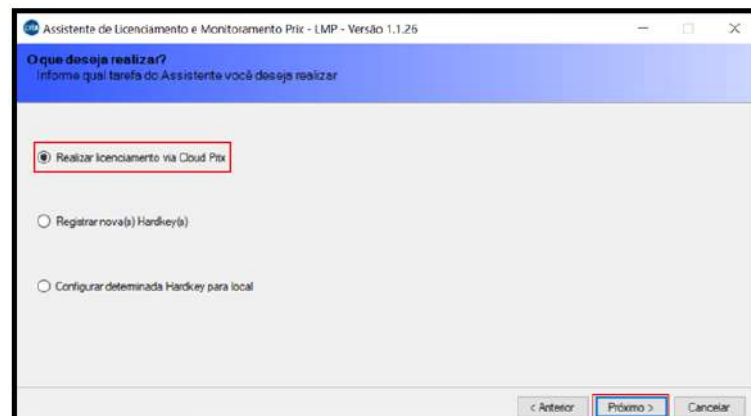 Prix
Assistente de Licenciamento e Monitoramento Prix - LMP - Versão 1.1.26
O que deseja realizar?
Informe qual tarefa do Assistente você deseja realizar
Realizar licenciamento via Cloud Prix
Registrar nova(s) Hardkey(s)
Configurar determinada Hardkey para local
< Anterior Próximo > Cancelar